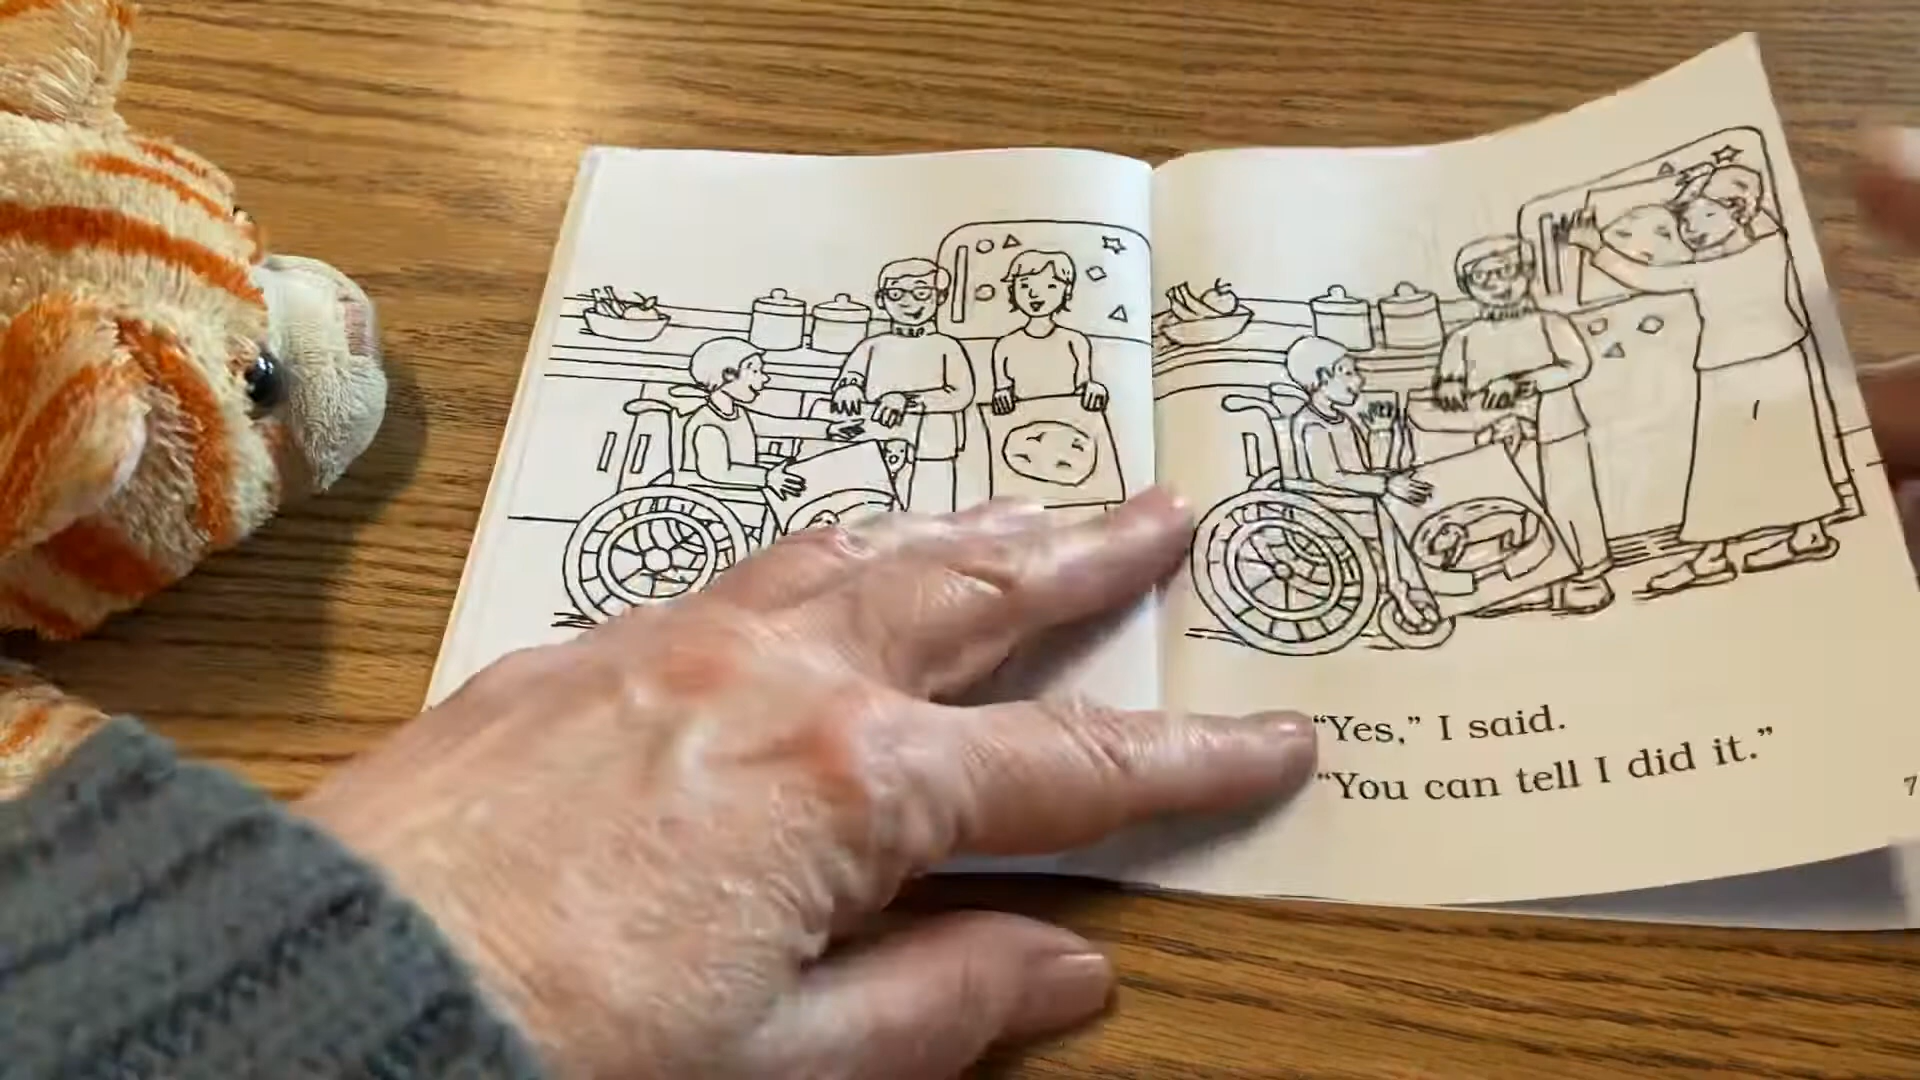 “Yes,” I said.
“You can tell I did it.”
7